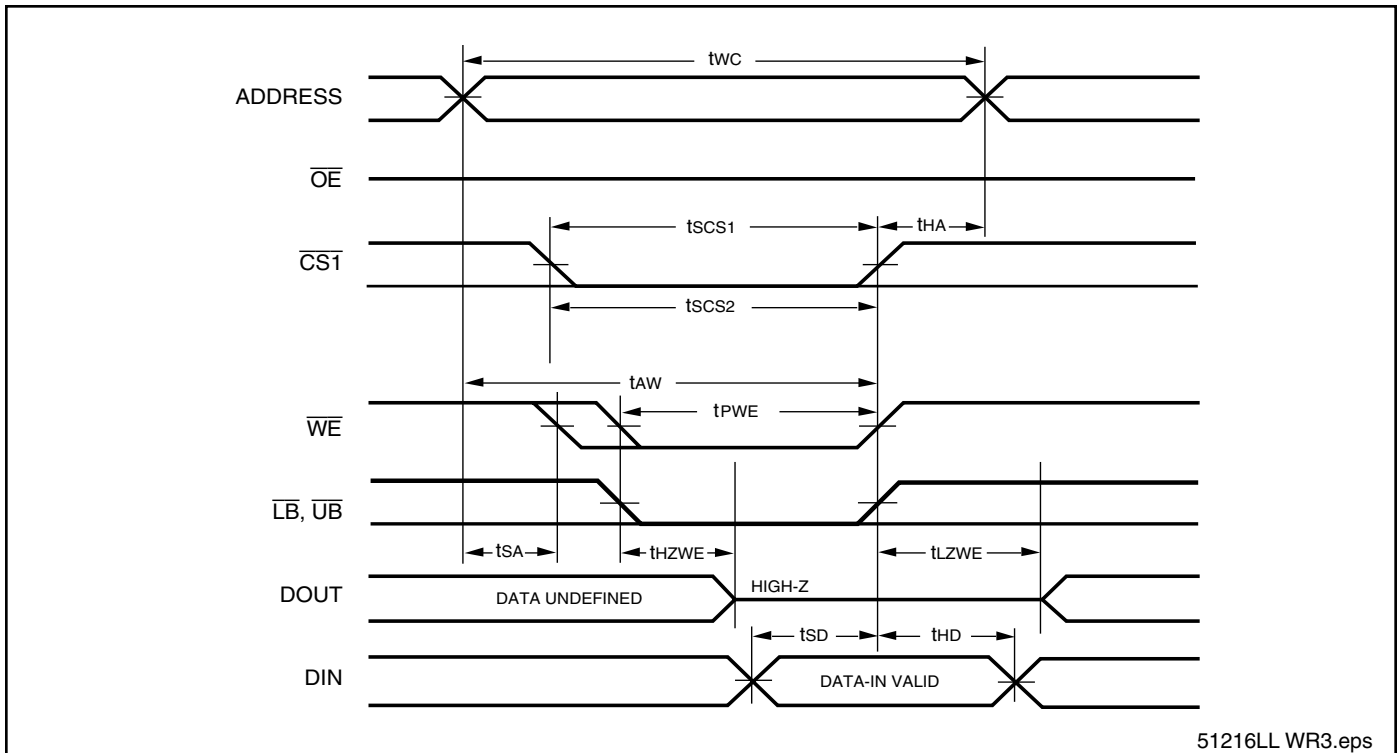 tWC
ADDRESS
OE
tSCS1
tHA
CS1
tSCS2
tAW
tPWE
WE
LB, UB
tSA
tHZWE
tLZWE
DOUT
DATA UNDEFINED
HIGH-Z
tSD
tHD
DIN
DATA-IN VALID
51216LL WR3.eps